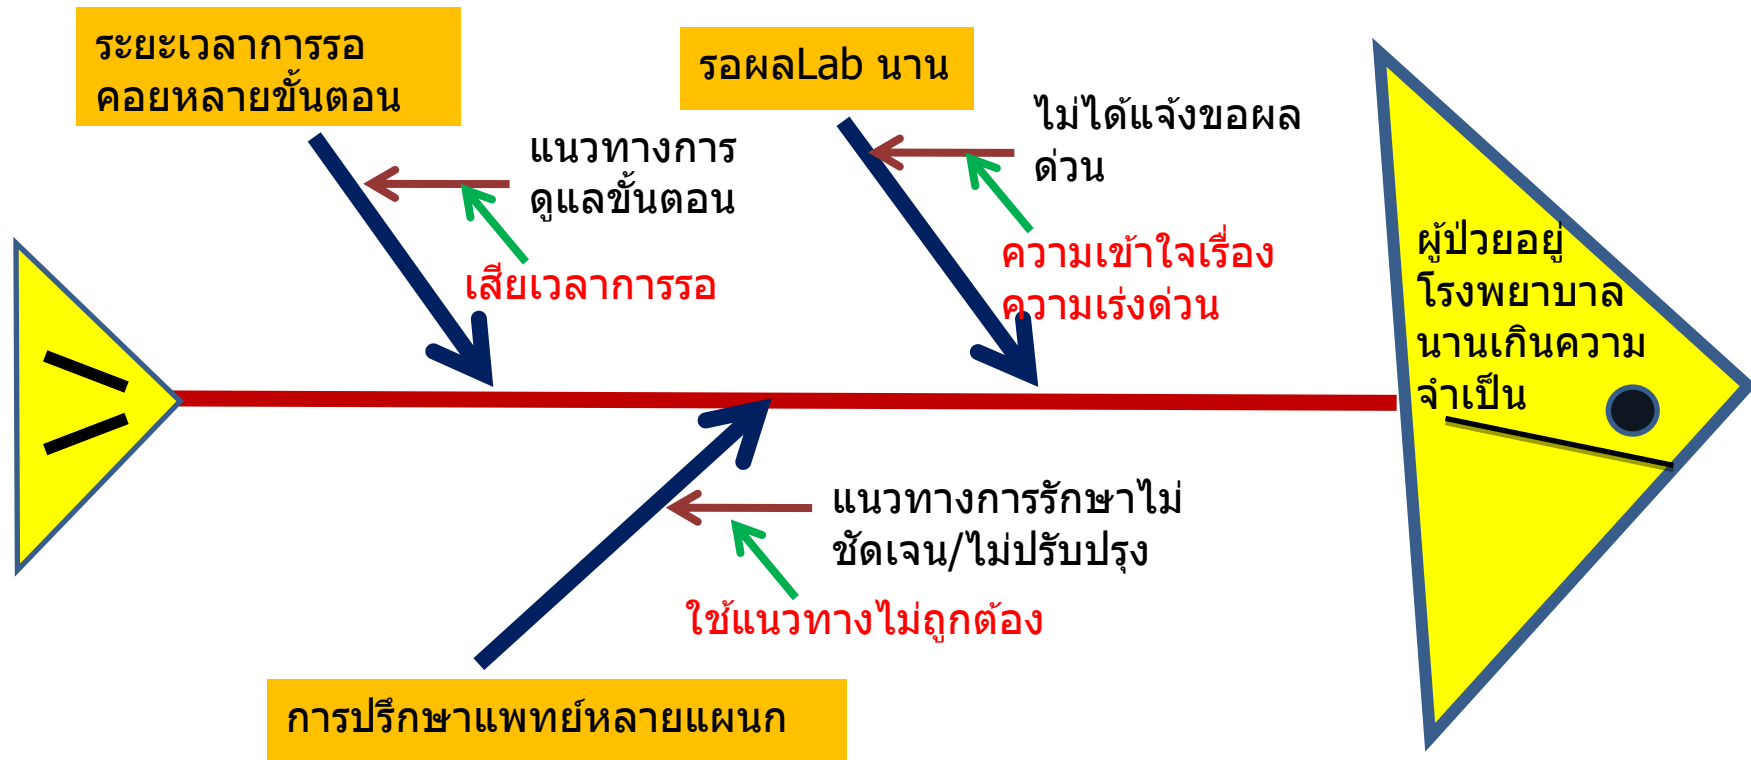 ระยะเวลาการรอ
คอยหลายขั้นตอน
รอผลLab นาน
แนวทางการ
ดูแลขั้นตอน
เสียเวลาการรอ
ไม่ได้แจ้งขอผล
ด่วน
ความเข้าใจเรื่อง
ความเร่งด่วน
ผู้ป่วยอยู่
โรงพยาบาล
นานเกินความ
จำเป็น
แนวทางการรักษาไม่
ชัดเจน/ไม่ปรับปรุง
ใช้แนวทางไม่ถูกต้อง
การปรึกษาแพทย์หลายแผนก